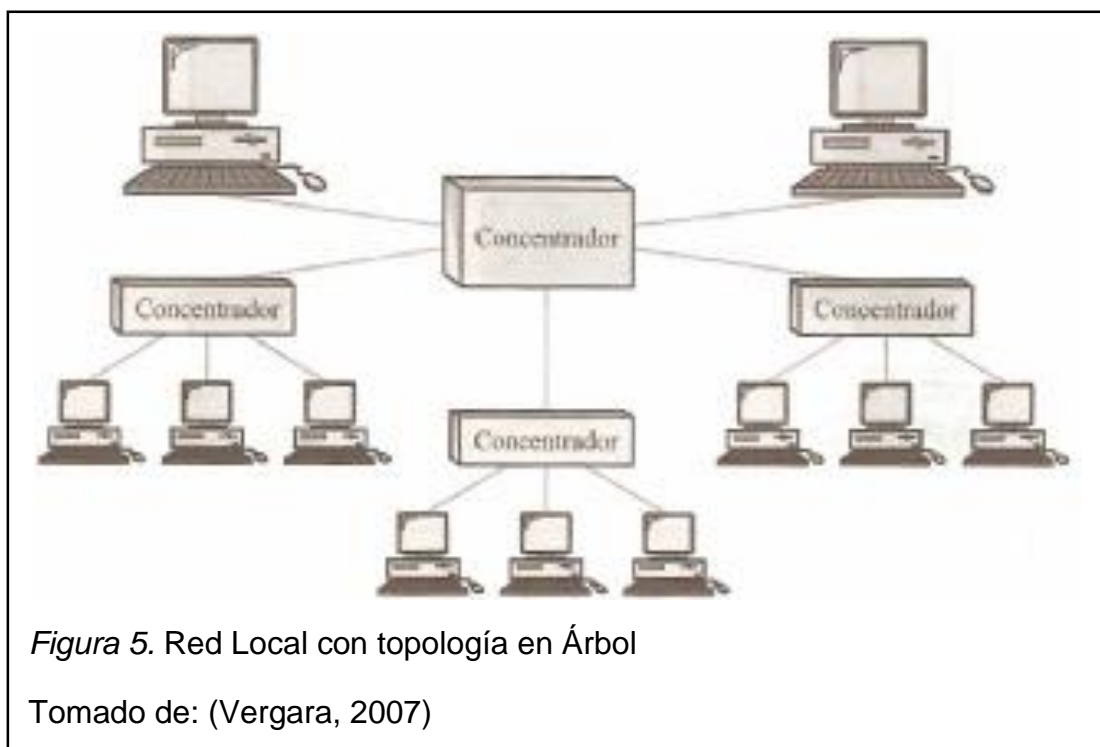 Concentrador
Concentrador
Concentrador
Concentrador
Figura 5. Red Local con topología en Árbol
Tomado de: (Vergara, 2007)